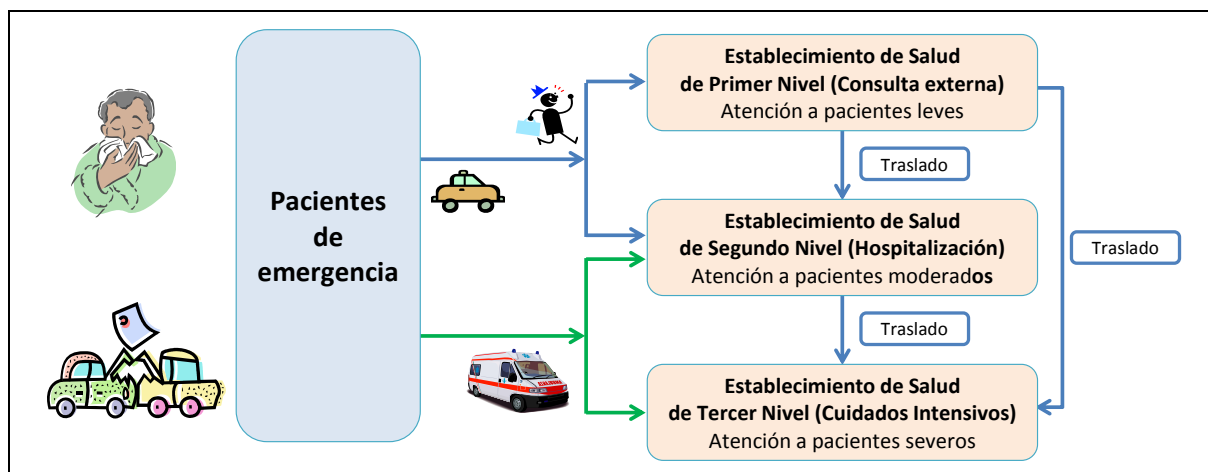 Pacientes
de
emergencia
Establecimiento de Salud
de Primer Nivel (Consulta externa)
Atención a pacientes leves
Traslado
Establecimiento de Salud
de Segundo Nivel (Hospitalización)
Atención a pacientes moderados
Traslado
Traslado
Establecimiento de Salud
de Tercer Nivel (Cuidados Intensivos)
Atención a pacientes severos